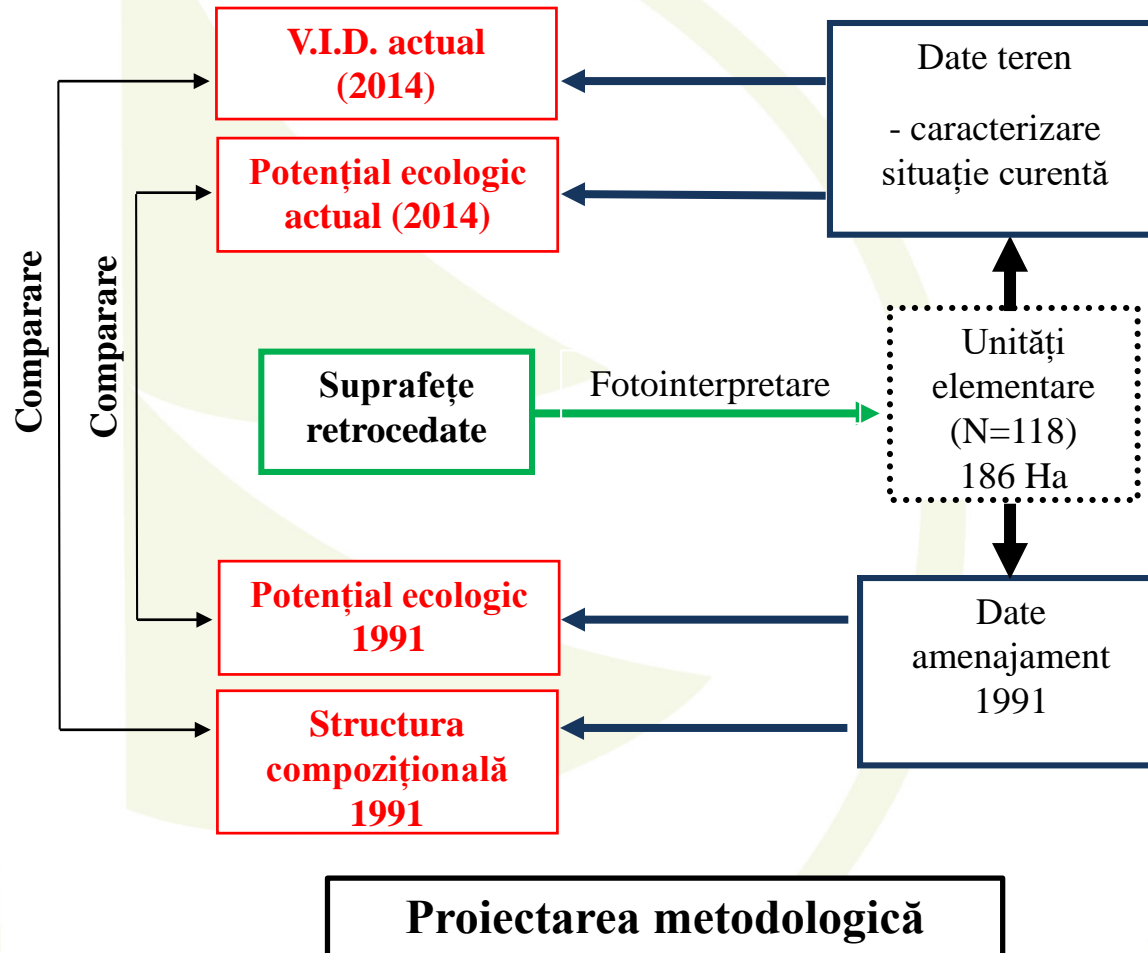 V.I.D. actual
(2014)
Date teren
- caracterizare
situație curentă
Potențial ecologic
actual (2014)
Comparare
Comparare
Suprafețe
retrocedate
Fotointerpretare
Unități
elementare
(N=118)
186 Ha
Potențial ecologic
1991
Date
amenajament
1991
Structura
compozițională
1991
Proiectarea metodologică